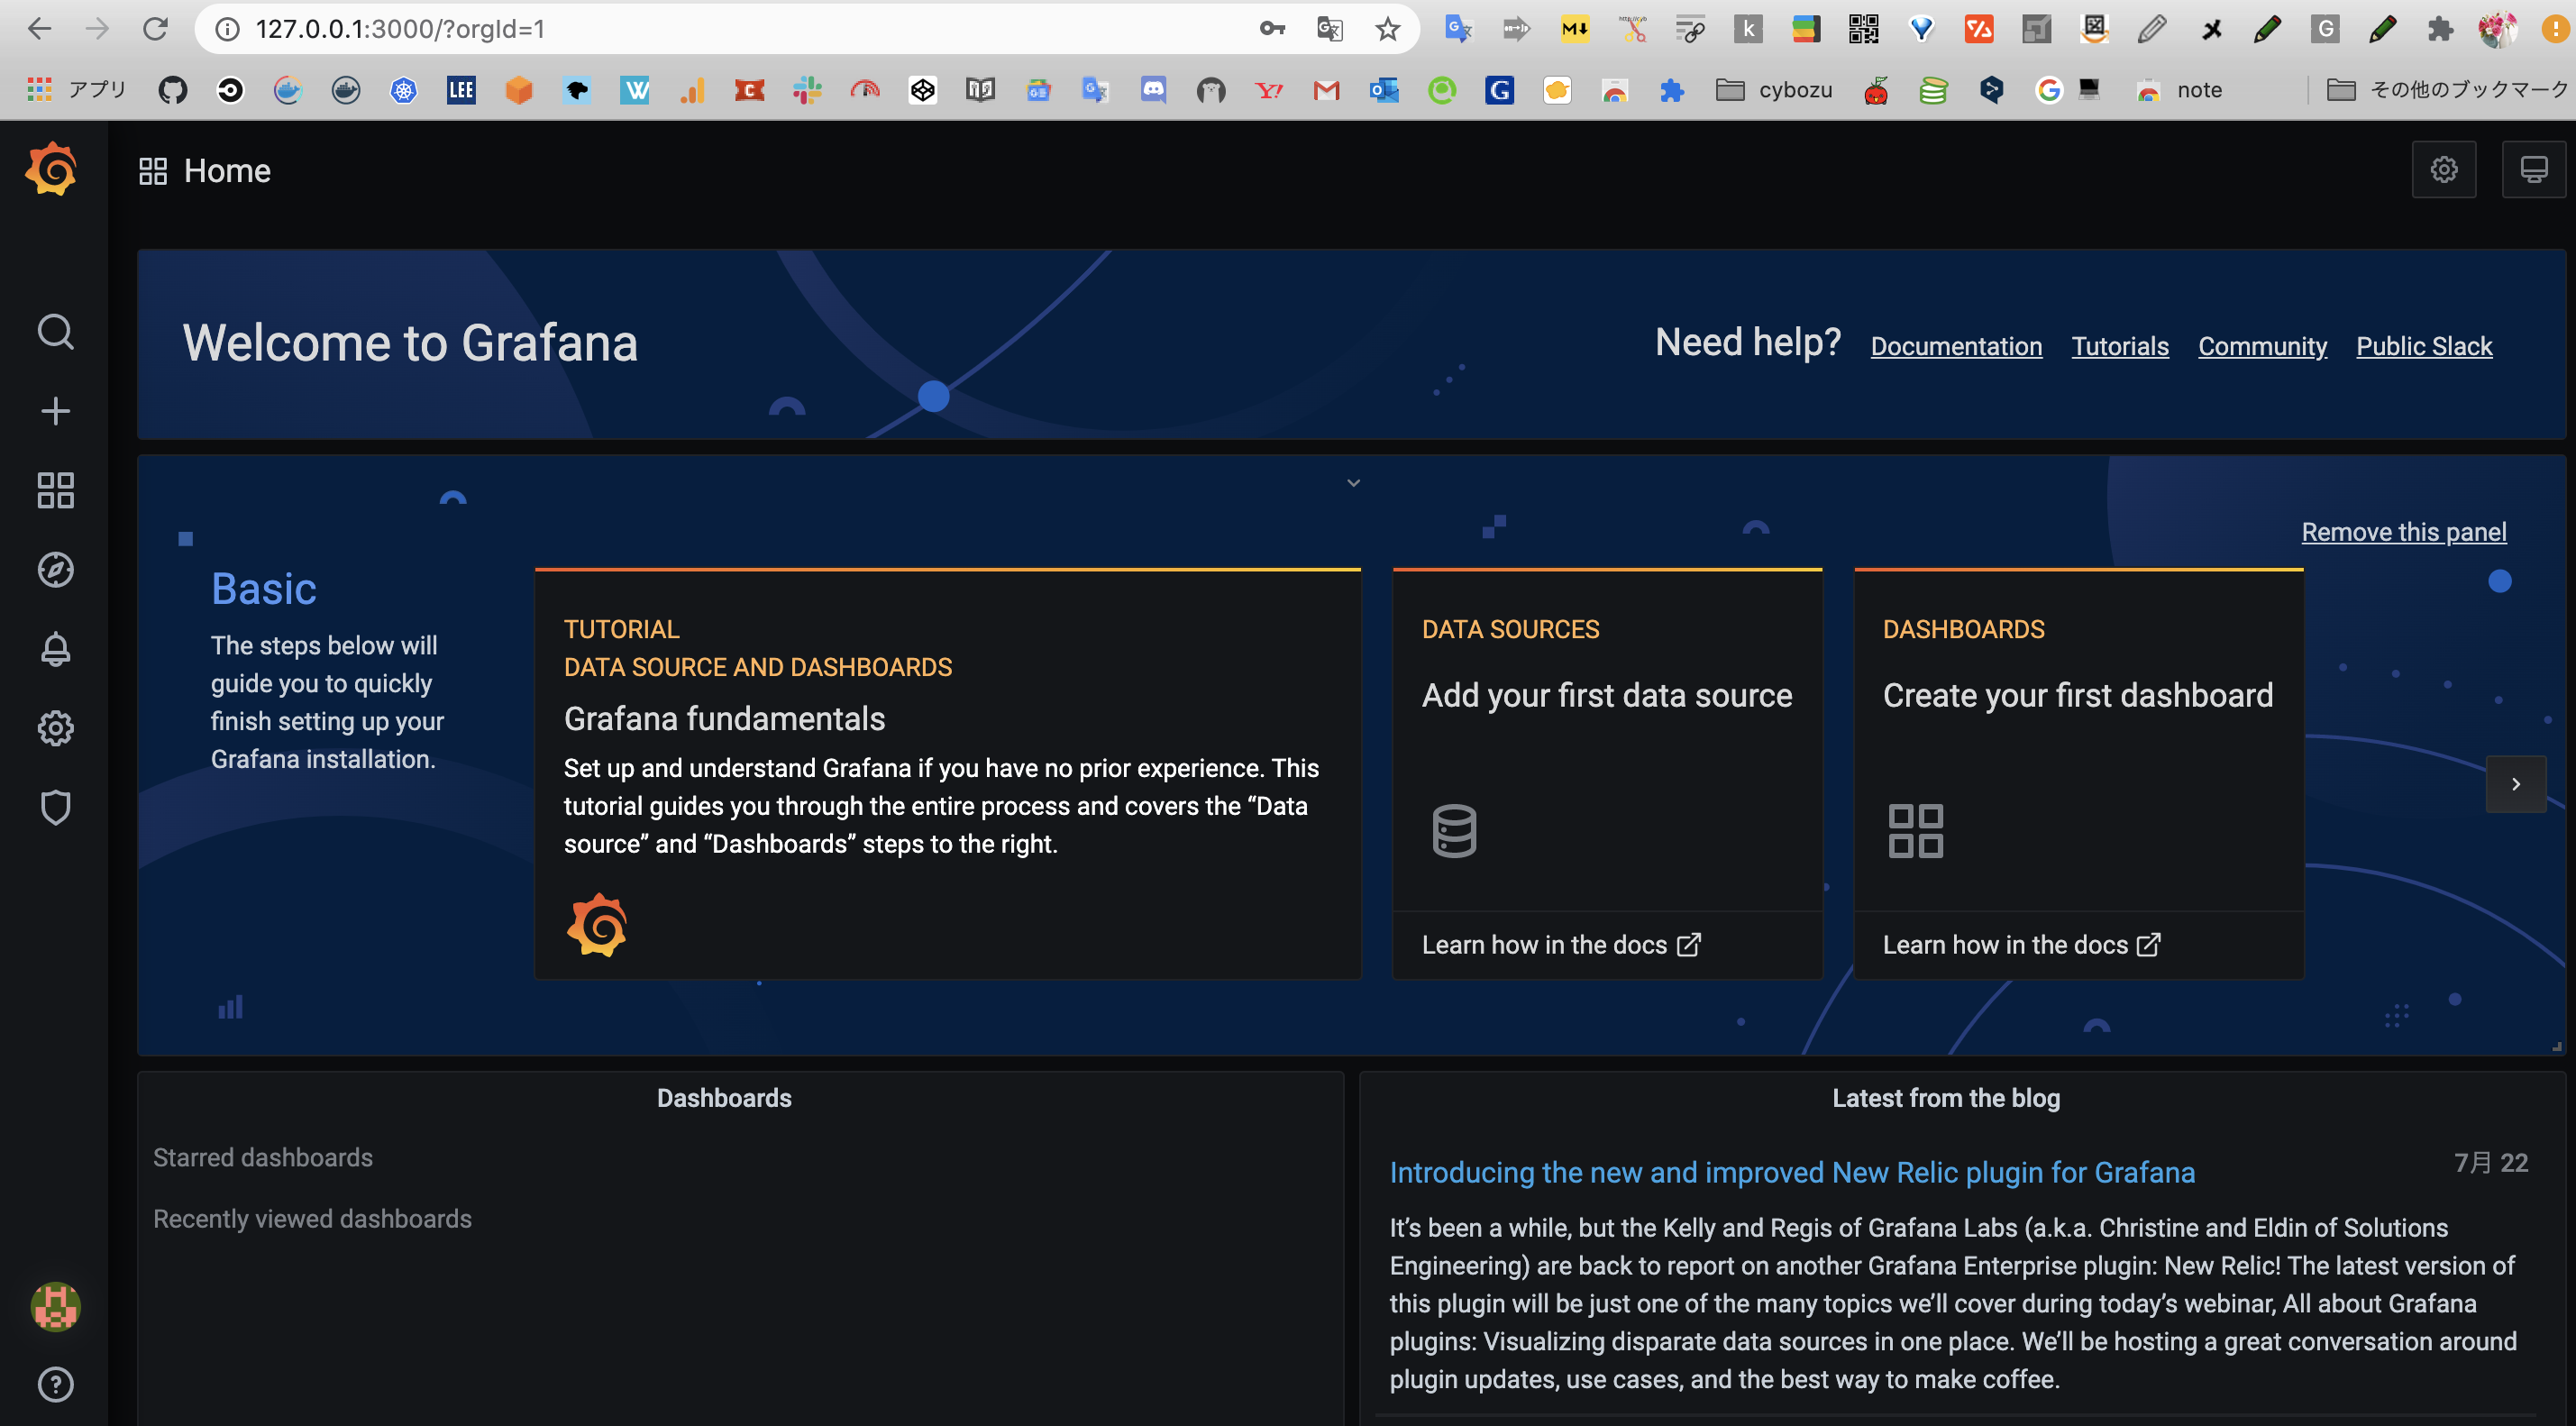 127.0.0.1:3000/?orgId=1
アプリ
LEE
cybozu
note
その他のブックマーク
Home
Welcome to Grafana
Need help? Documentation Tutorials Community Public Slack
Remove this panel
Basic
The steps below will
guide you to quickly
finish setting up your
Grafana installation.
TUTORIAL
DATA SOURCE AND DASHBOARDS
Grafana fundamentals
Set up and understand Grafana if you have no prior experience. This
tutorial guides you through the entire process and covers the “Data
source” and “Dashboards” steps to the right.
DATA SOURCES
Add your first data source
Learn how in the docs
DASHBOARDS
Create your first dashboard
Learn how in the docs
Dashboards
Starred dashboards
Recently viewed dashboards
Latest from the blog
Introducing the new and improved New Relic plugin for Grafana
7月 22
It’s been a while, but the Kelly and Regis of Grafana Labs (a.k.a. Christine and Eldin of Solutions
Engineering) are back to report on another Grafana Enterprise plugin: New Relic! The latest version of
this plugin will be just one of the many topics we’ll cover during today’s webinar, All about Grafana
plugins: Visualizing disparate data sources in one place. We’ll be hosting a great conversation around
plugin updates, use cases, and the best way to make coffee.